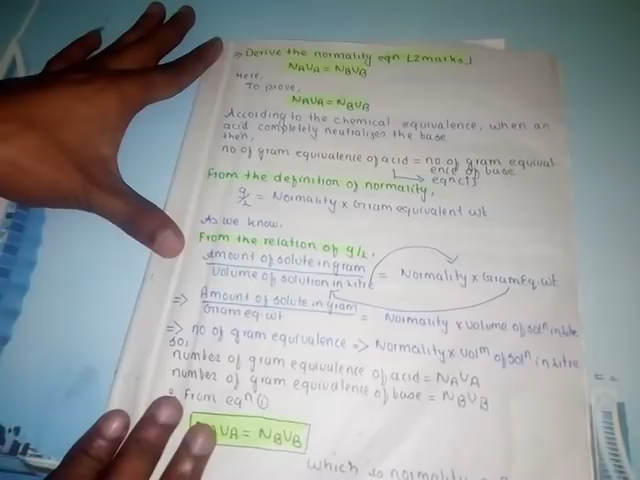 ⇒ Derive the normality eqn [2marks]
NAVA = NBVB
Here,
To prove,
NAVA = NBVB
According to the chemical equivalence, when an
acid completely neutralizes the base
then,
no of gram equivalence of acid = no of gram equival
ence of base
→ eqn(1)
From the definition of normality,
g/L = Normality × Gram equivalent wt
As we know,
From the relation of g/L,
Amount of solute in gram
Volume of solution in litre = Normality × Gram Eq. wt
⇒ Amount of solute in gram
Gram eq. wt = Normality × volume of solⁿ in litre
⇒ no of gram equivalence ⇒ Normality × volᵐ of solⁿ in litre
so,
number of gram equivalence of acid = NAVA
number of gram equivalence of base = NBVB
From eqn (1)
VA = NBVB
Which is normality